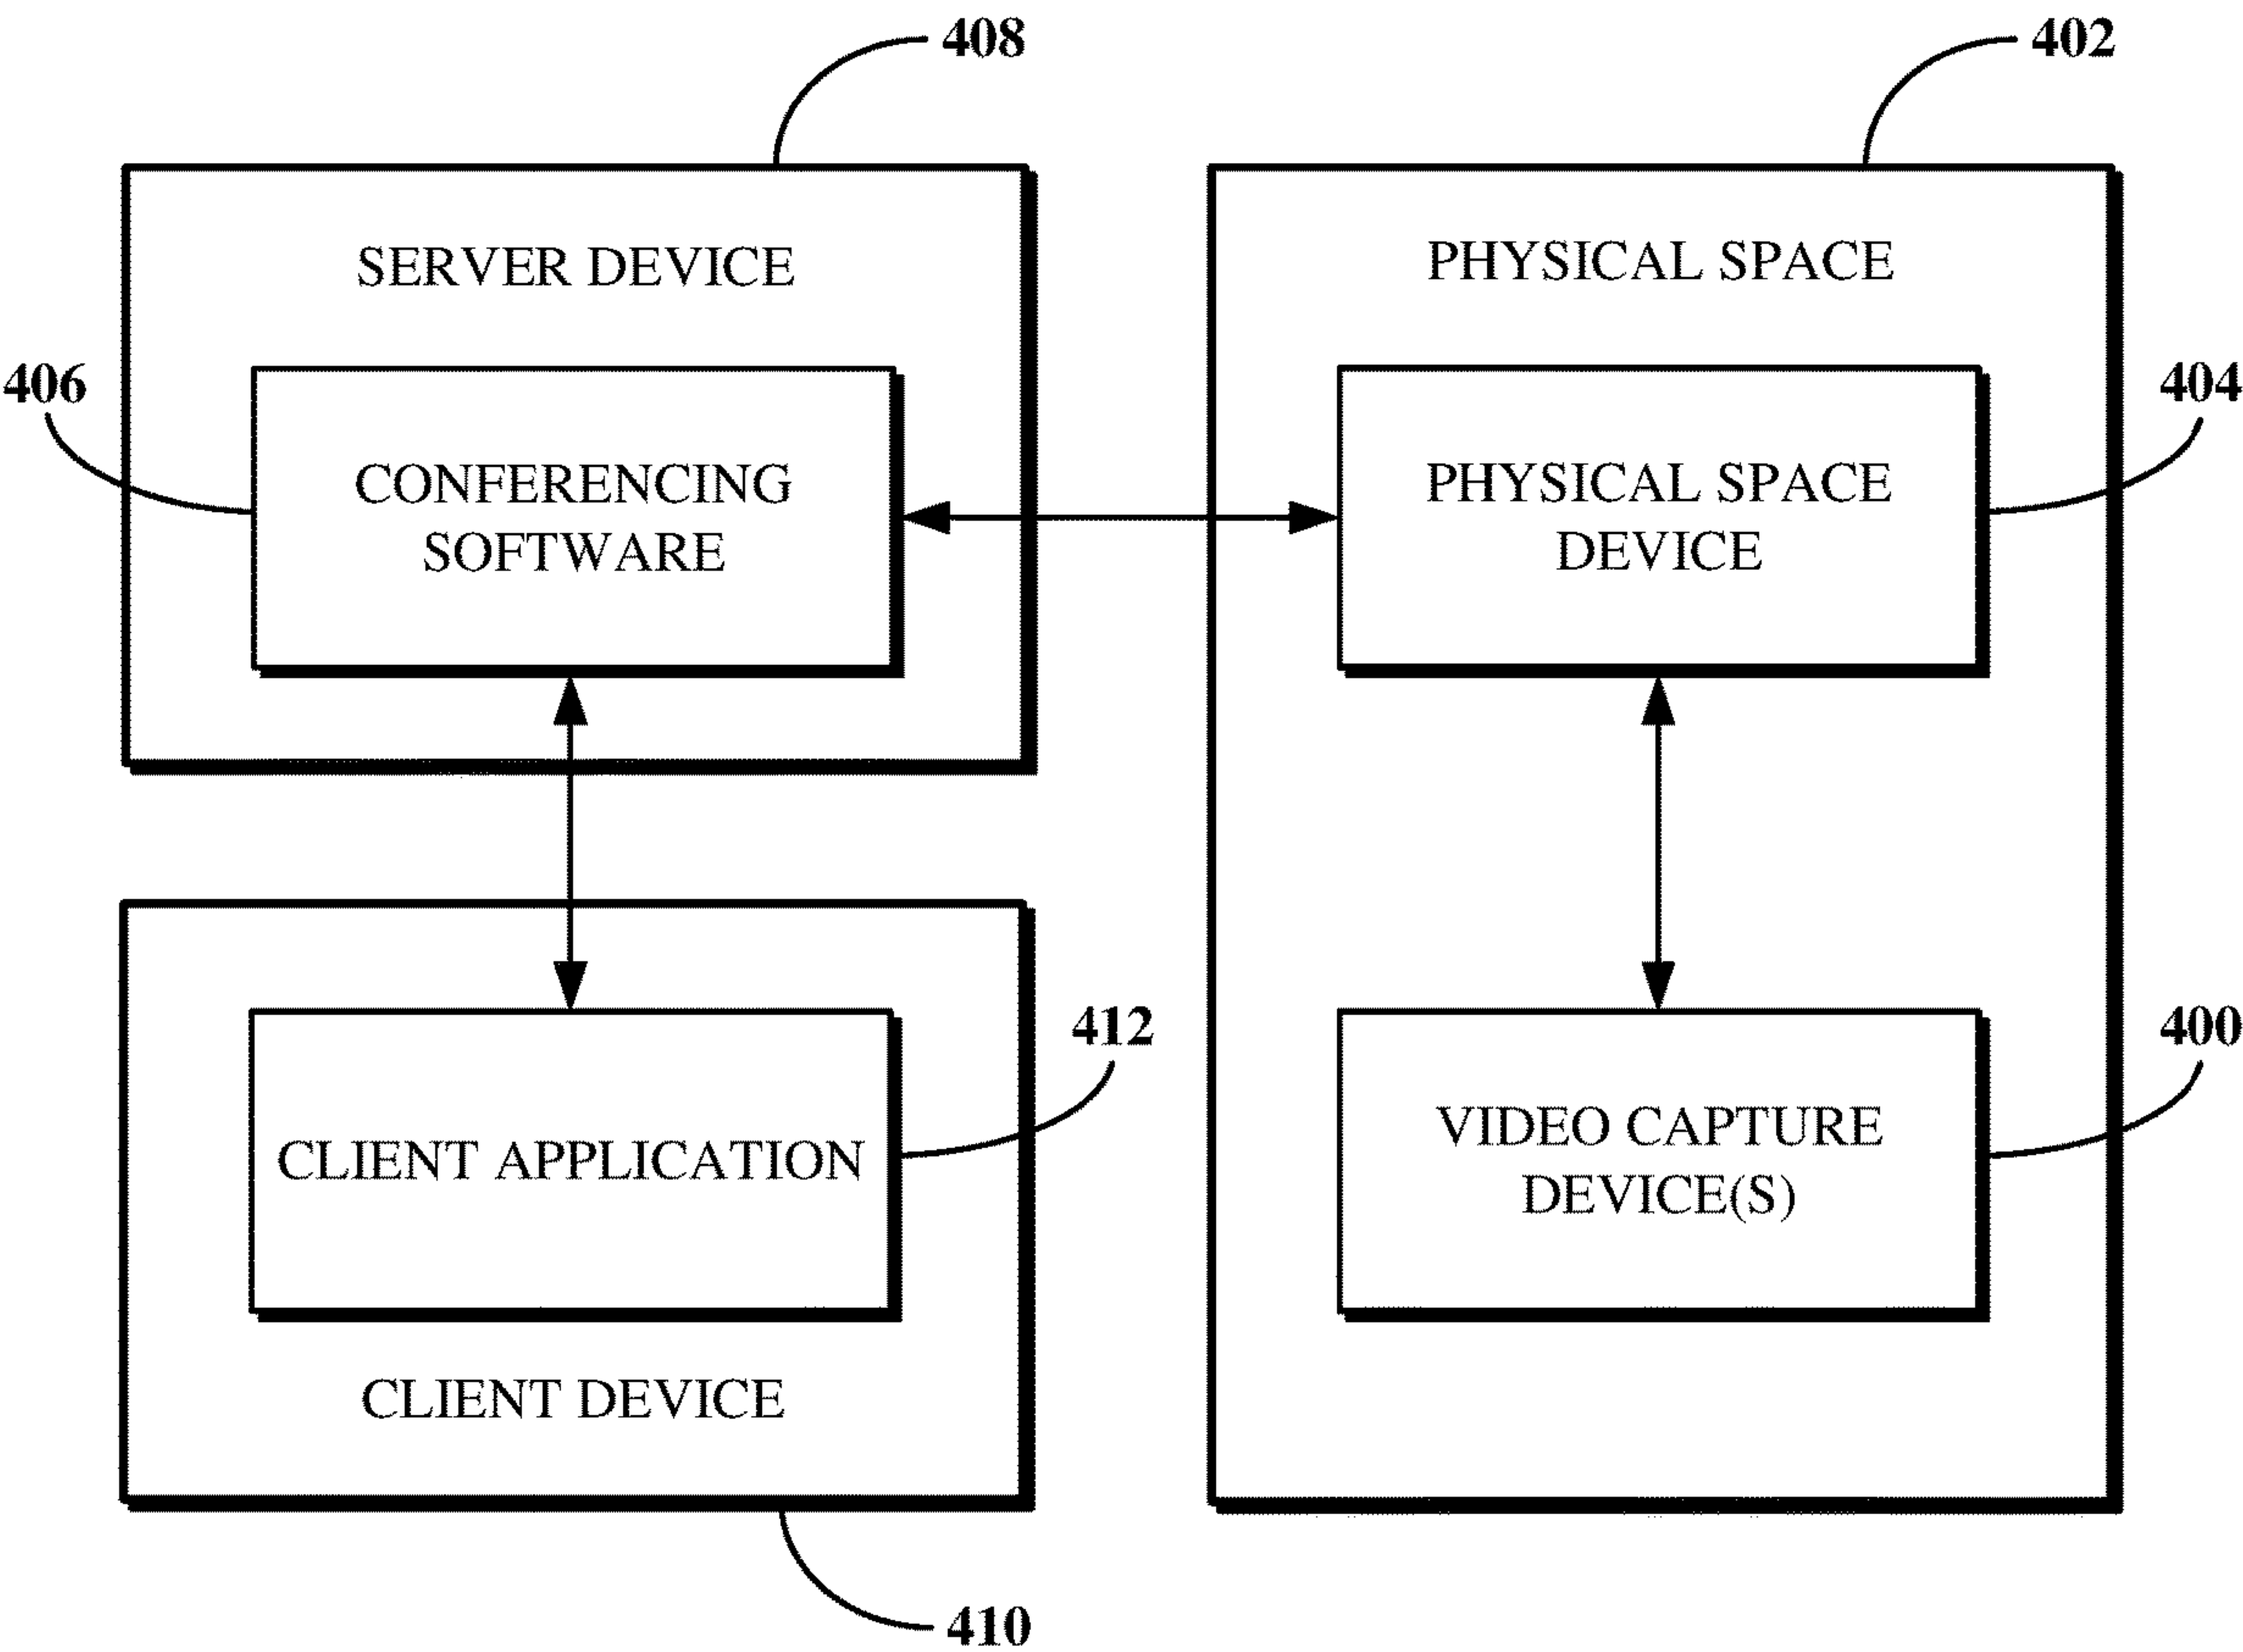 408
402
SERVER DEVICE
PHYSICAL SPACE
406
CONFERENCING
SOFTWARE
PHYSICAL SPACE
DEVICE
404
412
CLIENT APPLICATION
CLIENT DEVICE
400
VIDEO CAPTURE
DEVICE(S)
410